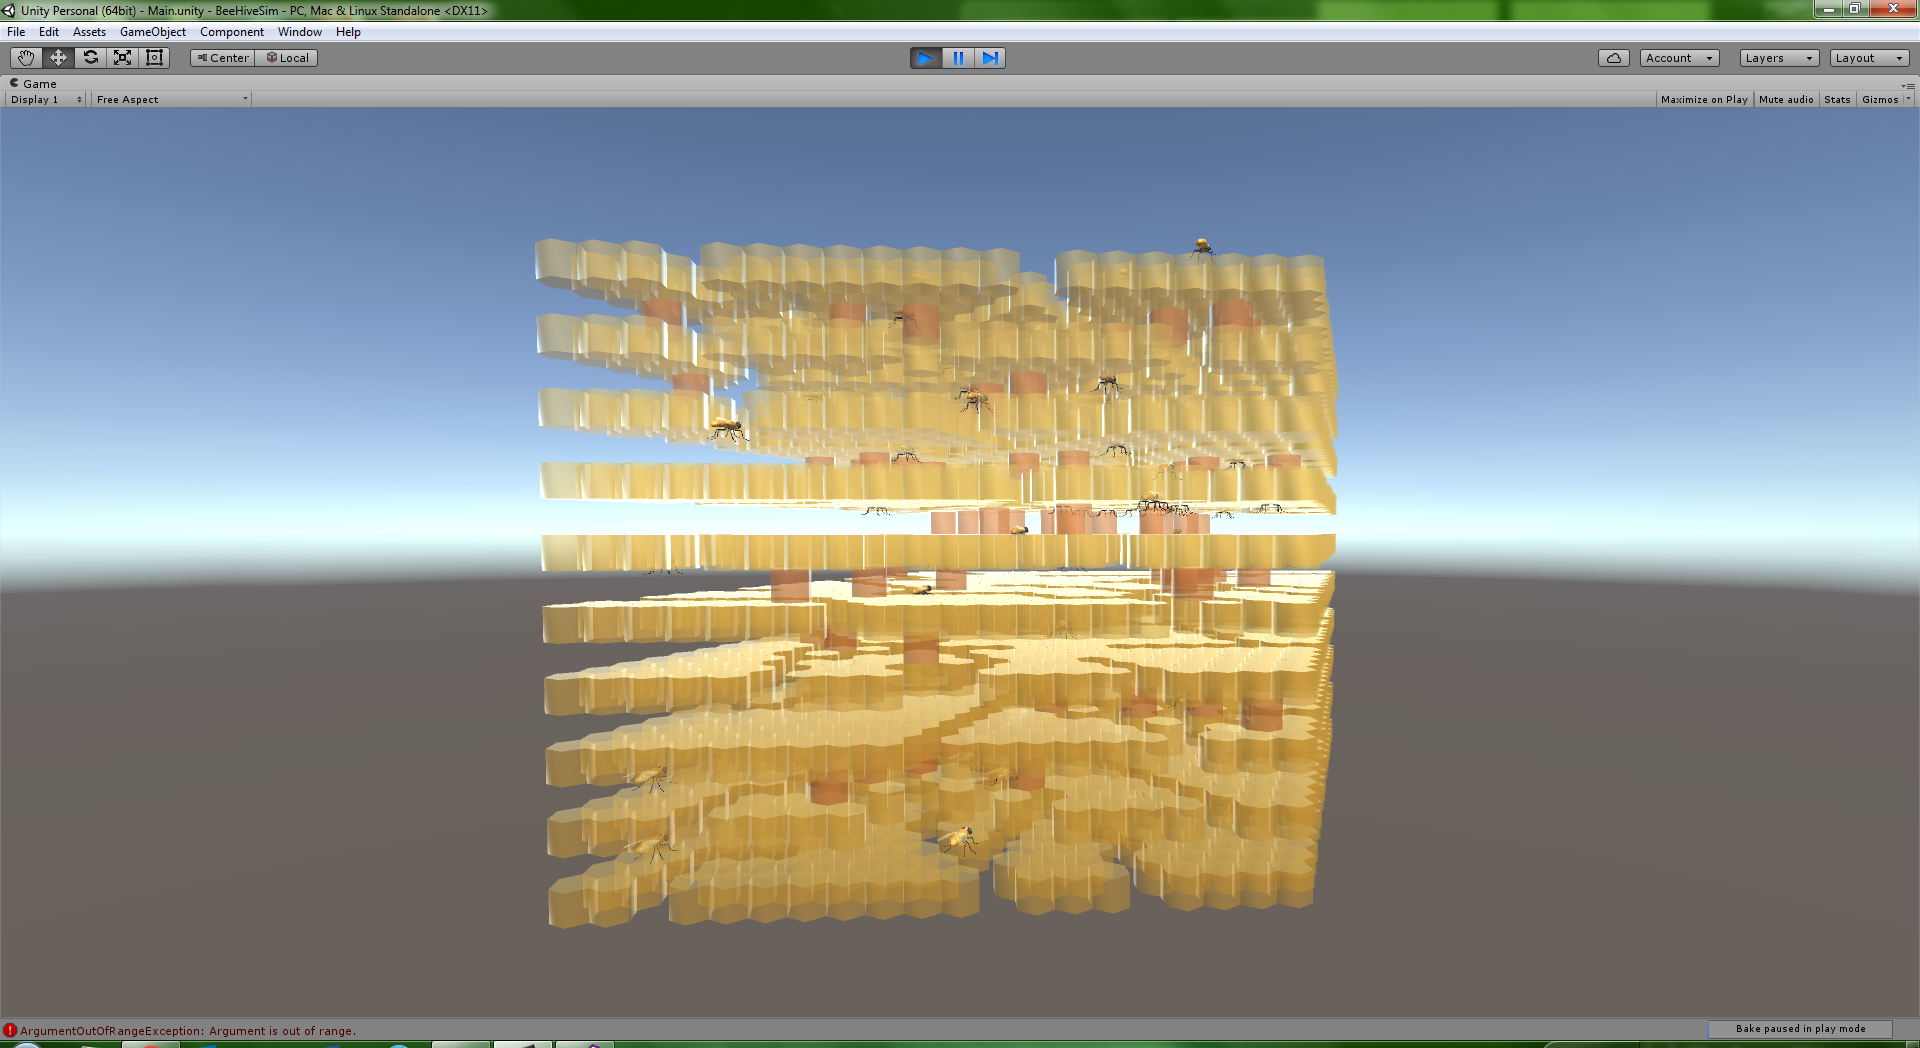 Unity Personal (64bit) - Main.unity - BeeHiveSim - PC, Mac & Linux Standalone <DX11>
File Edit Assets GameObject Component Window Help
Center Local Account Layers Layout
Game
Display 1 Free Aspect Maximize on Play Mute audio Stats Gizmos
ArgumentOutOfRangeException: Argument is out of range. Bake paused in play mode